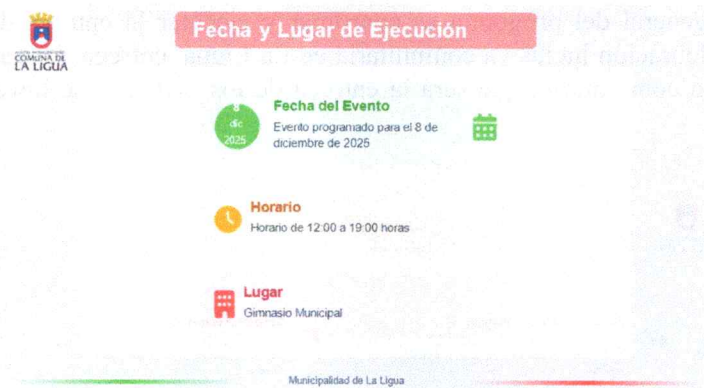 COMUNA DE
LA LIGUA
Fecha y Lugar de Ejecución
8
dic
2025
Fecha del Evento
Evento programado para el 8 de
diciembre de 2025
Horario
Horario de 12:00 a 19:00 horas
Lugar
Gimnasio Municipal
Municipalidad de La Ligua